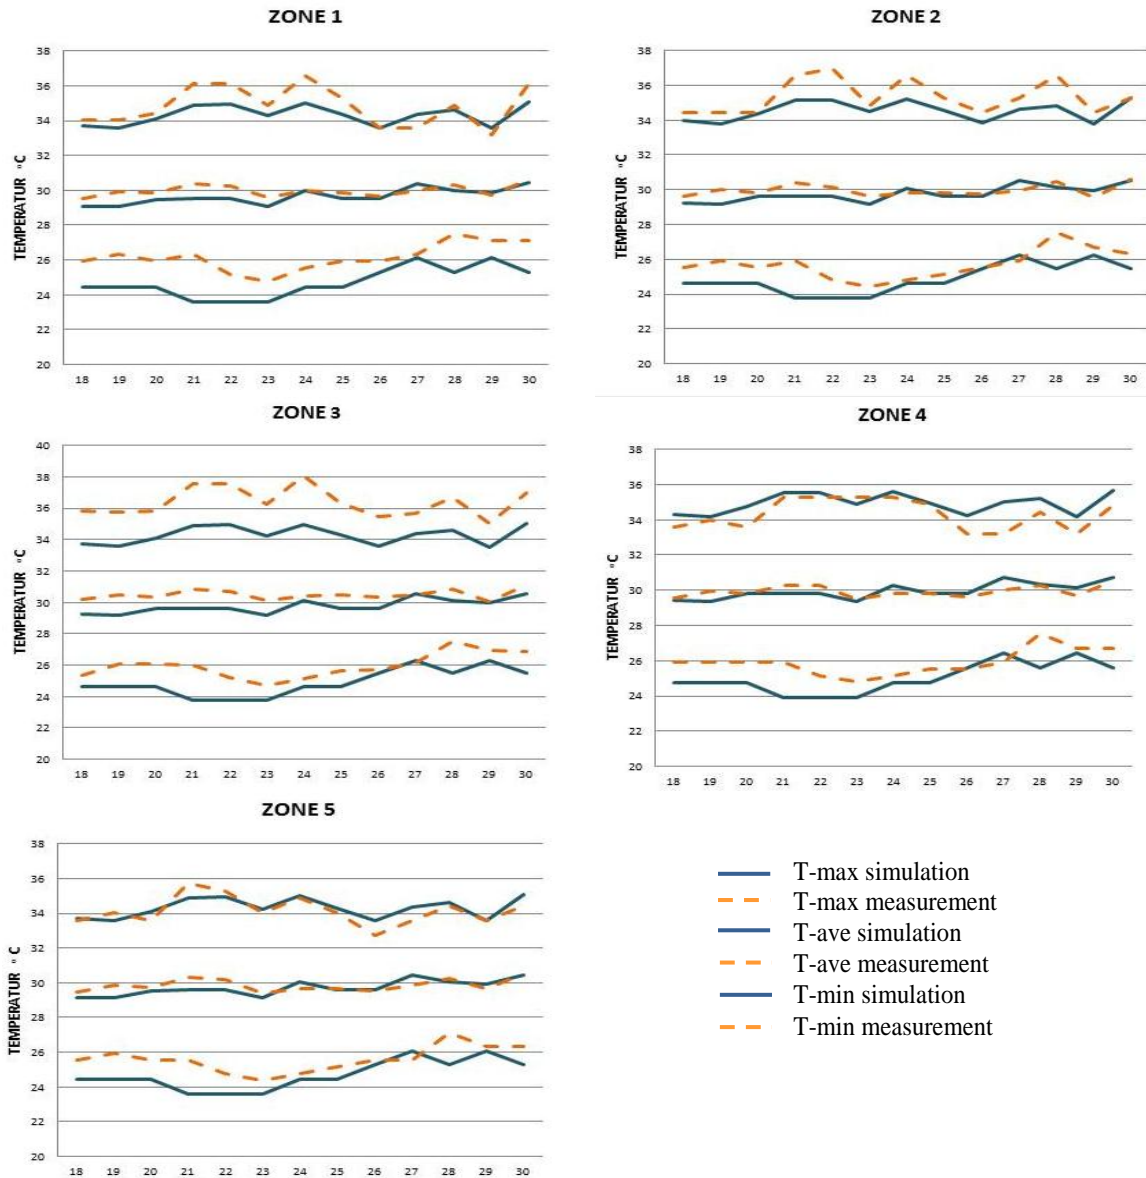 ZONE 1
TEMPERATUR °C
38
36
34
32
30
28
26
24
22
20
18 19 20 21 22 23 24 25 26 27 28 29 30
ZONE 2
TEMPERATUR °C
38
36
34
32
30
28
26
24
22
20
18 19 20 21 22 23 24 25 26 27 28 29 30
ZONE 3
TEMPERATUR °C
40
38
36
34
32
30
28
26
24
22
20
18 19 20 21 22 23 24 25 26 27 28 29 30
ZONE 4
TEMPERATUR °C
38
36
34
32
30
28
26
24
22
20
18 19 20 21 22 23 24 25 26 27 28 29 30
ZONE 5
TEMPERATUR °C
38
36
34
32
30
28
26
24
22
20
18 19 20 21 22 23 24 25 26 27 28 29 30
T-max simulation
T-max measurement
T-ave simulation
T-ave measurement
T-min simulation
T-min measurement